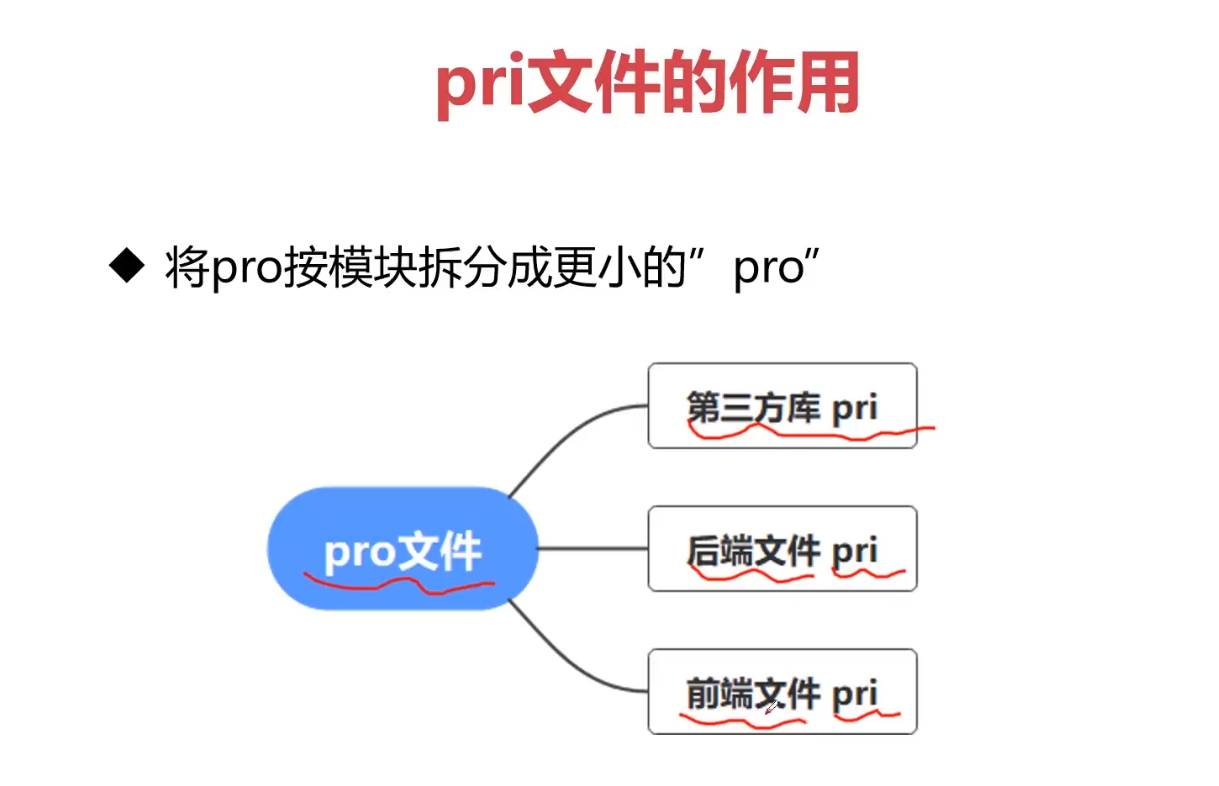 pri文件的作用
◆ 将pro按模块拆分成更小的”pro”
第三方库 pri
pro文件
后端文件 pri
前端文件 pri